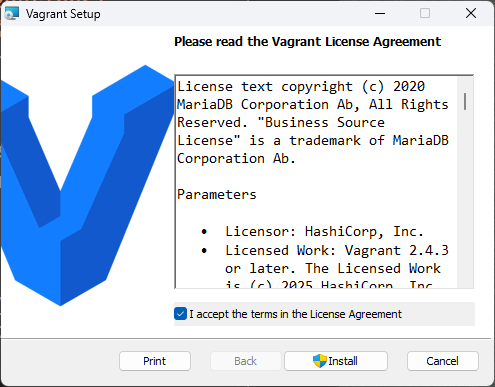 Vagrant Setup
Please read the Vagrant License Agreement
License text copyright (c) 2020
MariaDB Corporation Ab, All Rights
Reserved. "Business Source
License" is a trademark of MariaDB
Corporation Ab.
Parameters
• Licensor: HashiCorp, Inc.
• Licensed Work: Vagrant 2.4.3
or later. The Licensed Work
is (c) 2025 HashiCorp, Inc
I accept the terms in the License Agreement
Print Back Install Cancel